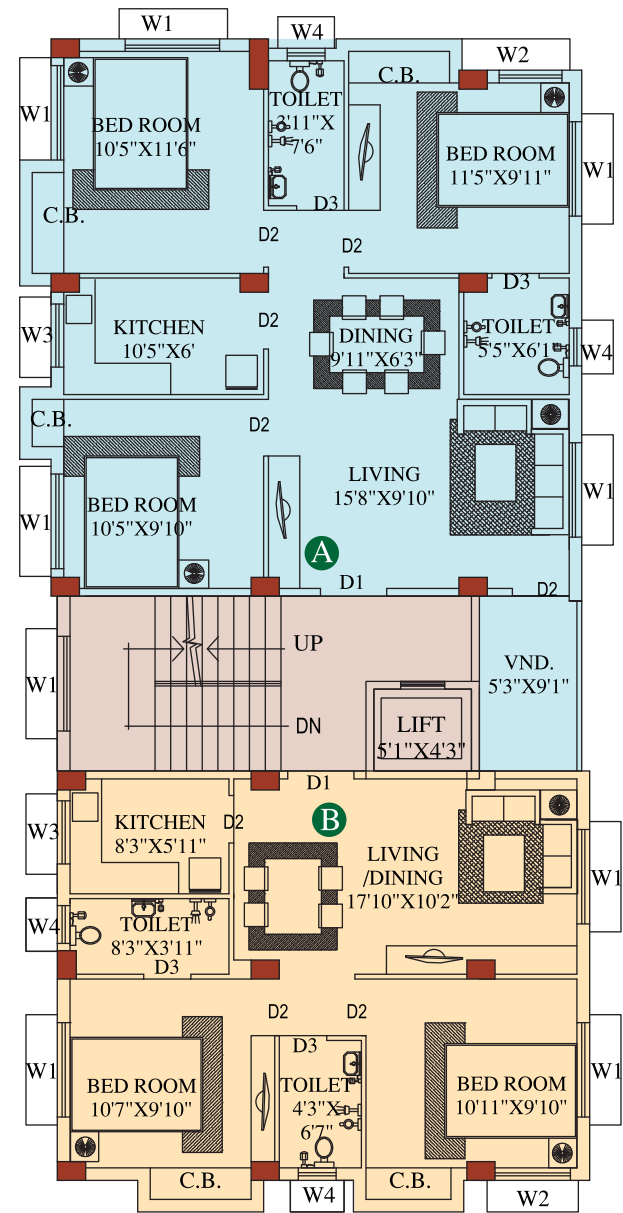 W1
W4
W2
C.B.
TOILET
3'11"X
7'6"
W1
BED ROOM
10'5"X11'6"
BED ROOM
11'5"X9'11"
W1
C.B.
D3
D2
D2
D3
D2
KITCHEN
10'5"X6'
W3
DINING
9'11"X6'3"
TOILET
5'5"X6'1"
W4
C.B.
D2
LIVING
15'8"X9'10"
W1
BED ROOM
10'5"X9'10"
W1
A
D1
D2
UP
VND.
5'3"X9'1"
W1
DN
LIFT
5'1"X4'3"
D1
B
KITCHEN
8'3"X5'11"
D2
W3
LIVING
/DINING
17'10"X10'2"
W1
TOILET
8'3"X3'11"
W4
D3
D2
D2
D3
W1
BED ROOM
10'7"X9'10"
TOILET
4'3"X
6'7"
BED ROOM
10'11"X9'10"
W1
C.B.
W4
C.B.
W2